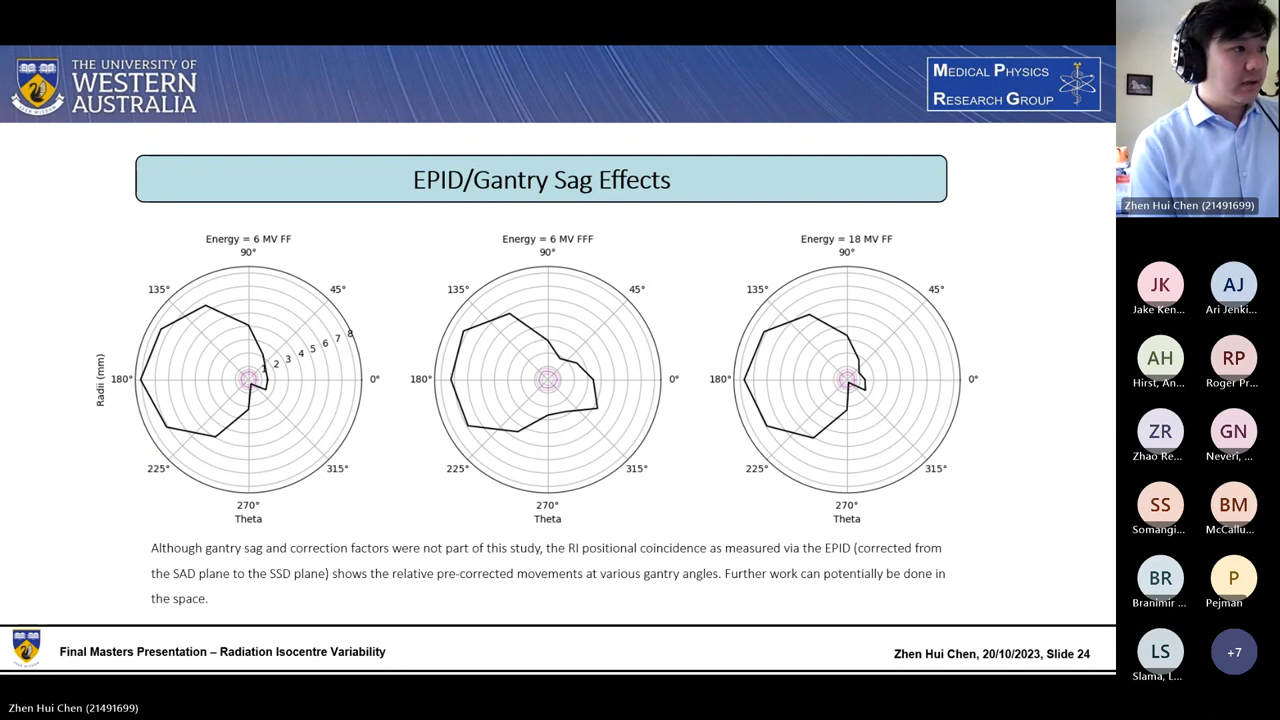 THE UNIVERSITY OF
WESTERN
AUSTRALIA
MEDICAL PHYSICS
RESEARCH GROUP
EPID/Gantry Sag Effects
Energy = 6 MV FF
90°
135°
45°
Radii (mm)
180°
0°
1 2 3 4 5 6 7 8
225°
315°
270°
Theta
Energy = 6 MV FFF
90°
135°
45°
180°
0°
225°
315°
270°
Theta
Energy = 18 MV FF
90°
135°
45°
180°
0°
225°
315°
270°
Theta
Although gantry sag and correction factors were not part of this study, the RI positional coincidence as measured via the EPID (corrected from
the SAD plane to the SSD plane) shows the relative pre-corrected movements at various gantry angles. Further work can potentially be done in
the space.
Final Masters Presentation – Radiation Isocentre Variability
Zhen Hui Chen, 20/10/2023, Slide 24
Zhen Hui Chen (21491699)
Zhen Hui Chen (21491699)
JK
AJ
Jake Ken...
Ari Jenki...
AH
RP
Hirst, An...
Roger Pr...
ZR
GN
Zhao Re...
Neveri, ...
SS
BM
Somangi...
McCallu...
BR
P
Branimir ...
Pejman
LS
+7
Slama, L...